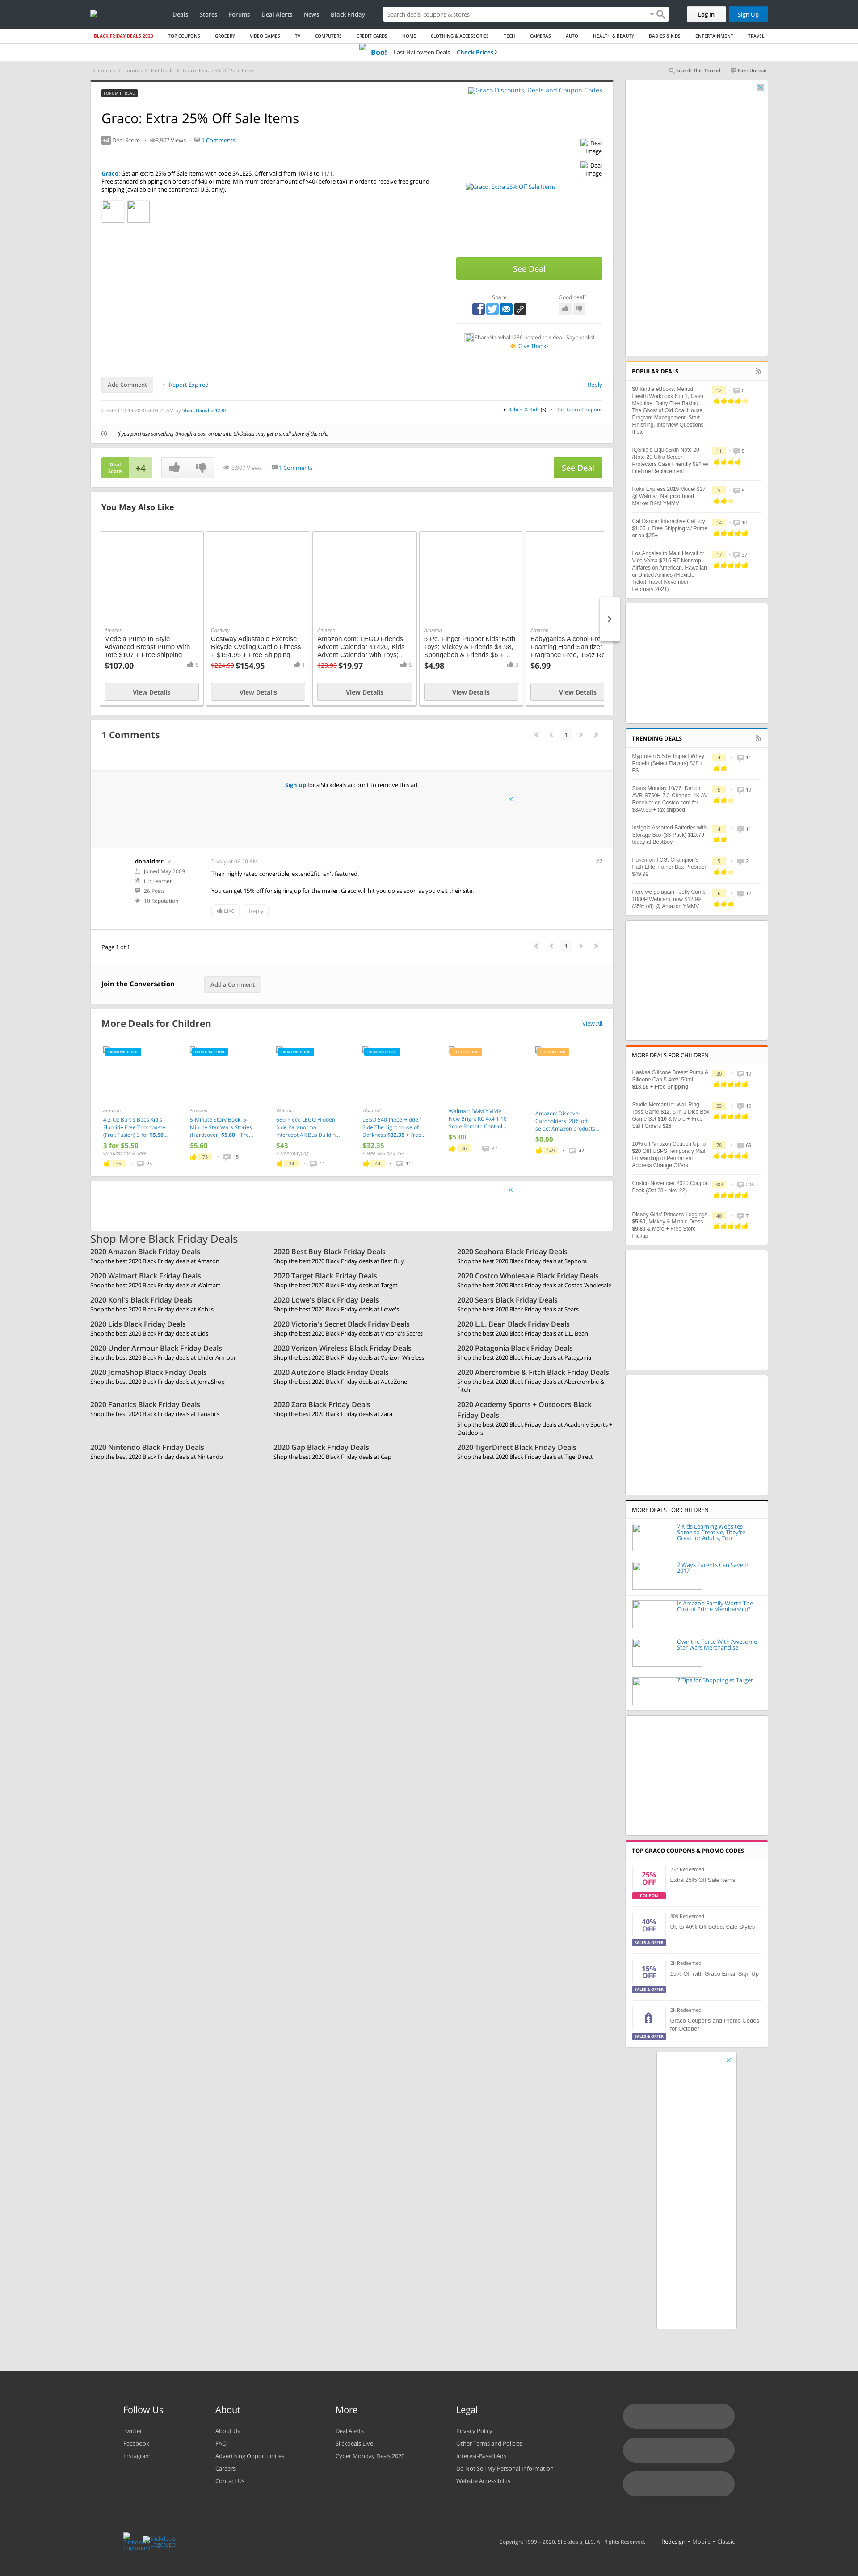 Deals Stores Forums Deal Alerts News Black Friday
Search deals, coupons & stores
Log In Sign Up
BLACK FRIDAY DEALS 2020 TOP COUPONS GROCERY VIDEO GAMES TV COMPUTERS CREDIT CARDS HOME CLOTHING & ACCESSORIES TECH CAMERAS AUTO HEALTH & BEAUTY BABIES & KIDS ENTERTAINMENT TRAVEL
Boo! Last Halloween Deals Check Prices ›
Slickdeals › Forums › Hot Deals › Graco: Extra 25% Off Sale Items
Search This Thread First Unread
FORUM THREAD
Graco Discounts, Deals and Coupon Codes
Graco: Extra 25% Off Sale Items
+4 Deal Score 3,907 Views 1 Comments
Graco: Get an extra 25% off Sale Items with code SALE25. Offer valid from 10/18 to 11/1.
Free standard shipping on orders of $40 or more. Minimum order amount of $40 (before tax) in order to receive free ground
shipping (available in the continental U.S. only).
Deal Image
Deal Image
Graco: Extra 25% Off Sale Items
See Deal
Share
Good deal?
SharpNarwhal1230 posted this deal. Say thanks!
Give Thanks
Add Comment Report Expired Reply
Created 10-19-2020 at 09:21 AM by SharpNarwhal1230
in Babies & Kids (6) Get Graco Coupons
If you purchase something through a post on our site, Slickdeals may get a small share of the sale.
Deal Score +4 3,907 Views 1 Comments See Deal
You May Also Like
Amazon
Medela Pump In Style
Advanced Breast Pump With
Tote $107 + Free shipping
$107.00 5
View Details
Costway
Costway Adjustable Exercise
Bicycle Cycling Cardio Fitness
+ $154.95 + Free Shipping
$224.99 $154.95 1
View Details
Amazon
Amazon.com: LEGO Friends
Advent Calendar 41420, Kids
Advent Calendar with Toys;...
$29.99 $19.97 5
View Details
Amazon
5-Pc. Finger Puppet Kids' Bath
Toys: Mickey & Friends $4.98,
Spongebob & Friends $6 +...
$4.98 3
View Details
Amazon
Babyganics Alcohol-Fre
Foaming Hand Sanitizer
Fragrance Free, 16oz Re
$6.99
View Details
1 Comments
1
Sign up for a Slickdeals account to remove this ad.
donaldmr
Joined May 2009
L1: Learner
26 Posts
10 Reputation
Today at 08:20 AM #2
Their highly rated convertible, extend2fit, isn't featured.
You can get 15% off for signing up for the mailer. Graco will hit you up as soon as you visit their site.
Like Reply
Page 1 of 1
1
Join the Conversation Add a Comment
More Deals for Children View All
FRONTPAGE DEAL
Amazon
4.2-Oz Burt's Bees Kid's
Fluoride Free Toothpaste
(Fruit Fusion) 3 for $5.50...
3 for $5.50
w/ Subscribe & Save
35 25
FRONTPAGE DEAL
Amazon
5-Minute Story Book: 5-
Minute Star Wars Stories
(Hardcover) $5.60 + Fre...
$5.60
75 15
FRONTPAGE DEAL
Walmart
689-Piece LEGO Hidden
Side Paranormal
Intercept AR Bus Buildin...
$43
+ Free Shipping
34 11
FRONTPAGE DEAL
Walmart
LEGO 540-Piece Hidden
Side The Lighthouse of
Darkness $32.35 + Free...
$32.35
+ Free S&H on $35+
44 11
POPULAR DEAL
Walmart B&M YMMV
New Bright RC 4x4 1:10
Scale Remote Control...
$5.00
36 47
POPULAR DEAL
Amazon: Discover
Cardholders: 20% off
select Amazon products...
$0.00
149 42
Shop More Black Friday Deals
2020 Amazon Black Friday Deals
Shop the best 2020 Black Friday deals at Amazon
2020 Best Buy Black Friday Deals
Shop the best 2020 Black Friday deals at Best Buy
2020 Sephora Black Friday Deals
Shop the best 2020 Black Friday deals at Sephora
2020 Walmart Black Friday Deals
Shop the best 2020 Black Friday deals at Walmart
2020 Target Black Friday Deals
Shop the best 2020 Black Friday deals at Target
2020 Costco Wholesale Black Friday Deals
Shop the best 2020 Black Friday deals at Costco Wholesale
2020 Kohl's Black Friday Deals
Shop the best 2020 Black Friday deals at Kohl's
2020 Lowe's Black Friday Deals
Shop the best 2020 Black Friday deals at Lowe's
2020 Sears Black Friday Deals
Shop the best 2020 Black Friday deals at Sears
2020 Lids Black Friday Deals
Shop the best 2020 Black Friday deals at Lids
2020 Victoria's Secret Black Friday Deals
Shop the best 2020 Black Friday deals at Victoria's Secret
2020 L.L. Bean Black Friday Deals
Shop the best 2020 Black Friday deals at L.L. Bean
2020 Under Armour Black Friday Deals
Shop the best 2020 Black Friday deals at Under Armour
2020 Verizon Wireless Black Friday Deals
Shop the best 2020 Black Friday deals at Verizon Wireless
2020 Patagonia Black Friday Deals
Shop the best 2020 Black Friday deals at Patagonia
2020 JomaShop Black Friday Deals
Shop the best 2020 Black Friday deals at JomaShop
2020 AutoZone Black Friday Deals
Shop the best 2020 Black Friday deals at AutoZone
2020 Abercrombie & Fitch Black Friday Deals
Shop the best 2020 Black Friday deals at Abercrombie &
Fitch
2020 Fanatics Black Friday Deals
Shop the best 2020 Black Friday deals at Fanatics
2020 Zara Black Friday Deals
Shop the best 2020 Black Friday deals at Zara
2020 Academy Sports + Outdoors Black
Friday Deals
Shop the best 2020 Black Friday deals at Academy Sports +
Outdoors
2020 Nintendo Black Friday Deals
Shop the best 2020 Black Friday deals at Nintendo
2020 Gap Black Friday Deals
Shop the best 2020 Black Friday deals at Gap
2020 TigerDirect Black Friday Deals
Shop the best 2020 Black Friday deals at TigerDirect
POPULAR DEALS
$0 Kindle eBooks: Mental
Health Workbook 6 in 1, Cash
Machine, Dairy Free Baking,
The Ghost of Old Coal House,
Program Management, Start
Finishing, Interview Questions -
II etc
12 0
IQShield LiquidSkin Note 20
/Note 20 Ultra Screen
Protectors Case Friendly 99¢ w/
Lifetime Replacement
11 5
Roku Express 2019 Model $17
@ Walmart Neighborhood
Market B&M YMMV
5 9
Cat Dancer Interactive Cat Toy
$1.65 + Free Shipping w/ Prime
or on $25+
14 10
Los Angeles to Maui Hawaii or
Vice Versa $215 RT Nonstop
Airfares on American, Hawaiian
or United Airlines (Flexible
Ticket Travel November -
February 2021)
17 37
TRENDING DEALS
Myprotein 5.5lbs Impact Whey
Protein (Select Flavors) $28 +
FS
4 11
Starts Monday 10/26: Denon
AVR-S750H 7.2-Channel 4K AV
Receiver on Costco.com for
$349.99 + tax shipped
5 19
Insignia Assorted Batteries with
Storage Box (33-Pack) $10.79
today at BestBuy
4 11
Pokémon TCG: Champion's
Path Elite Trainer Box Preorder
$49.99
5 2
Here we go again - Jelly Comb
1080P Webcam, now $12.99
(35% off) @ Amazon YMMV
6 12
MORE DEALS FOR CHILDREN
Haakaa Silicone Breast Pump &
Silicone Cap 5.4oz/150ml
$13.16 + Free Shipping
30 19
Studio Mercantile: Wall Ring
Toss Game $12, 5-in-1 Dice Box
Game Set $16 & More + Free
S&H Orders $25+
33 19
10% off Amazon Coupon Up to
$20 Off! USPS Temporary Mail
Forwarding or Permanent
Address Change Offers
78 69
Costco November 2020 Coupon
Book (Oct 28 - Nov 22)
303 206
Disney Girls' Princess Leggings
$5.60, Mickey & Minnie Dress
$9.80 & More + Free Store
Pickup
40 7
MORE DEALS FOR CHILDREN
7 Kids Learning Websites --
Some so Creative, They're
Great for Adults, Too
7 Ways Parents Can Save In
2017
Is Amazon Family Worth The
Cost of Prime Membership?
Own the Force With Awesome
Star Wars Merchandise
7 Tips for Shopping at Target
TOP GRACO COUPONS & PROMO CODES
25% OFF
COUPON
237 Redeemed
Extra 25% Off Sale Items
40% OFF
SALES & OFFER
809 Redeemed
Up to 40% Off Select Sale Styles
15% OFF
SALES & OFFER
2k Redeemed
15% Off with Graco Email Sign Up
SALES & OFFER
2k Redeemed
Graco Coupons and Promo Codes
for October
Follow Us
Twitter
Facebook
Instagram
About
About Us
FAQ
Advertising Opportunities
Careers
Contact Us
More
Deal Alerts
Slickdeals Live
Cyber Monday Deals 2020
Legal
Privacy Policy
Other Terms and Policies
Interest-Based Ads
Do Not Sell My Personal Information
Website Accessibility
Slickdeals Logomark Slickdeals Logotype
Copyright 1999 – 2020. Slickdeals, LLC. All Rights Reserved. Redesign • Mobile • Classic